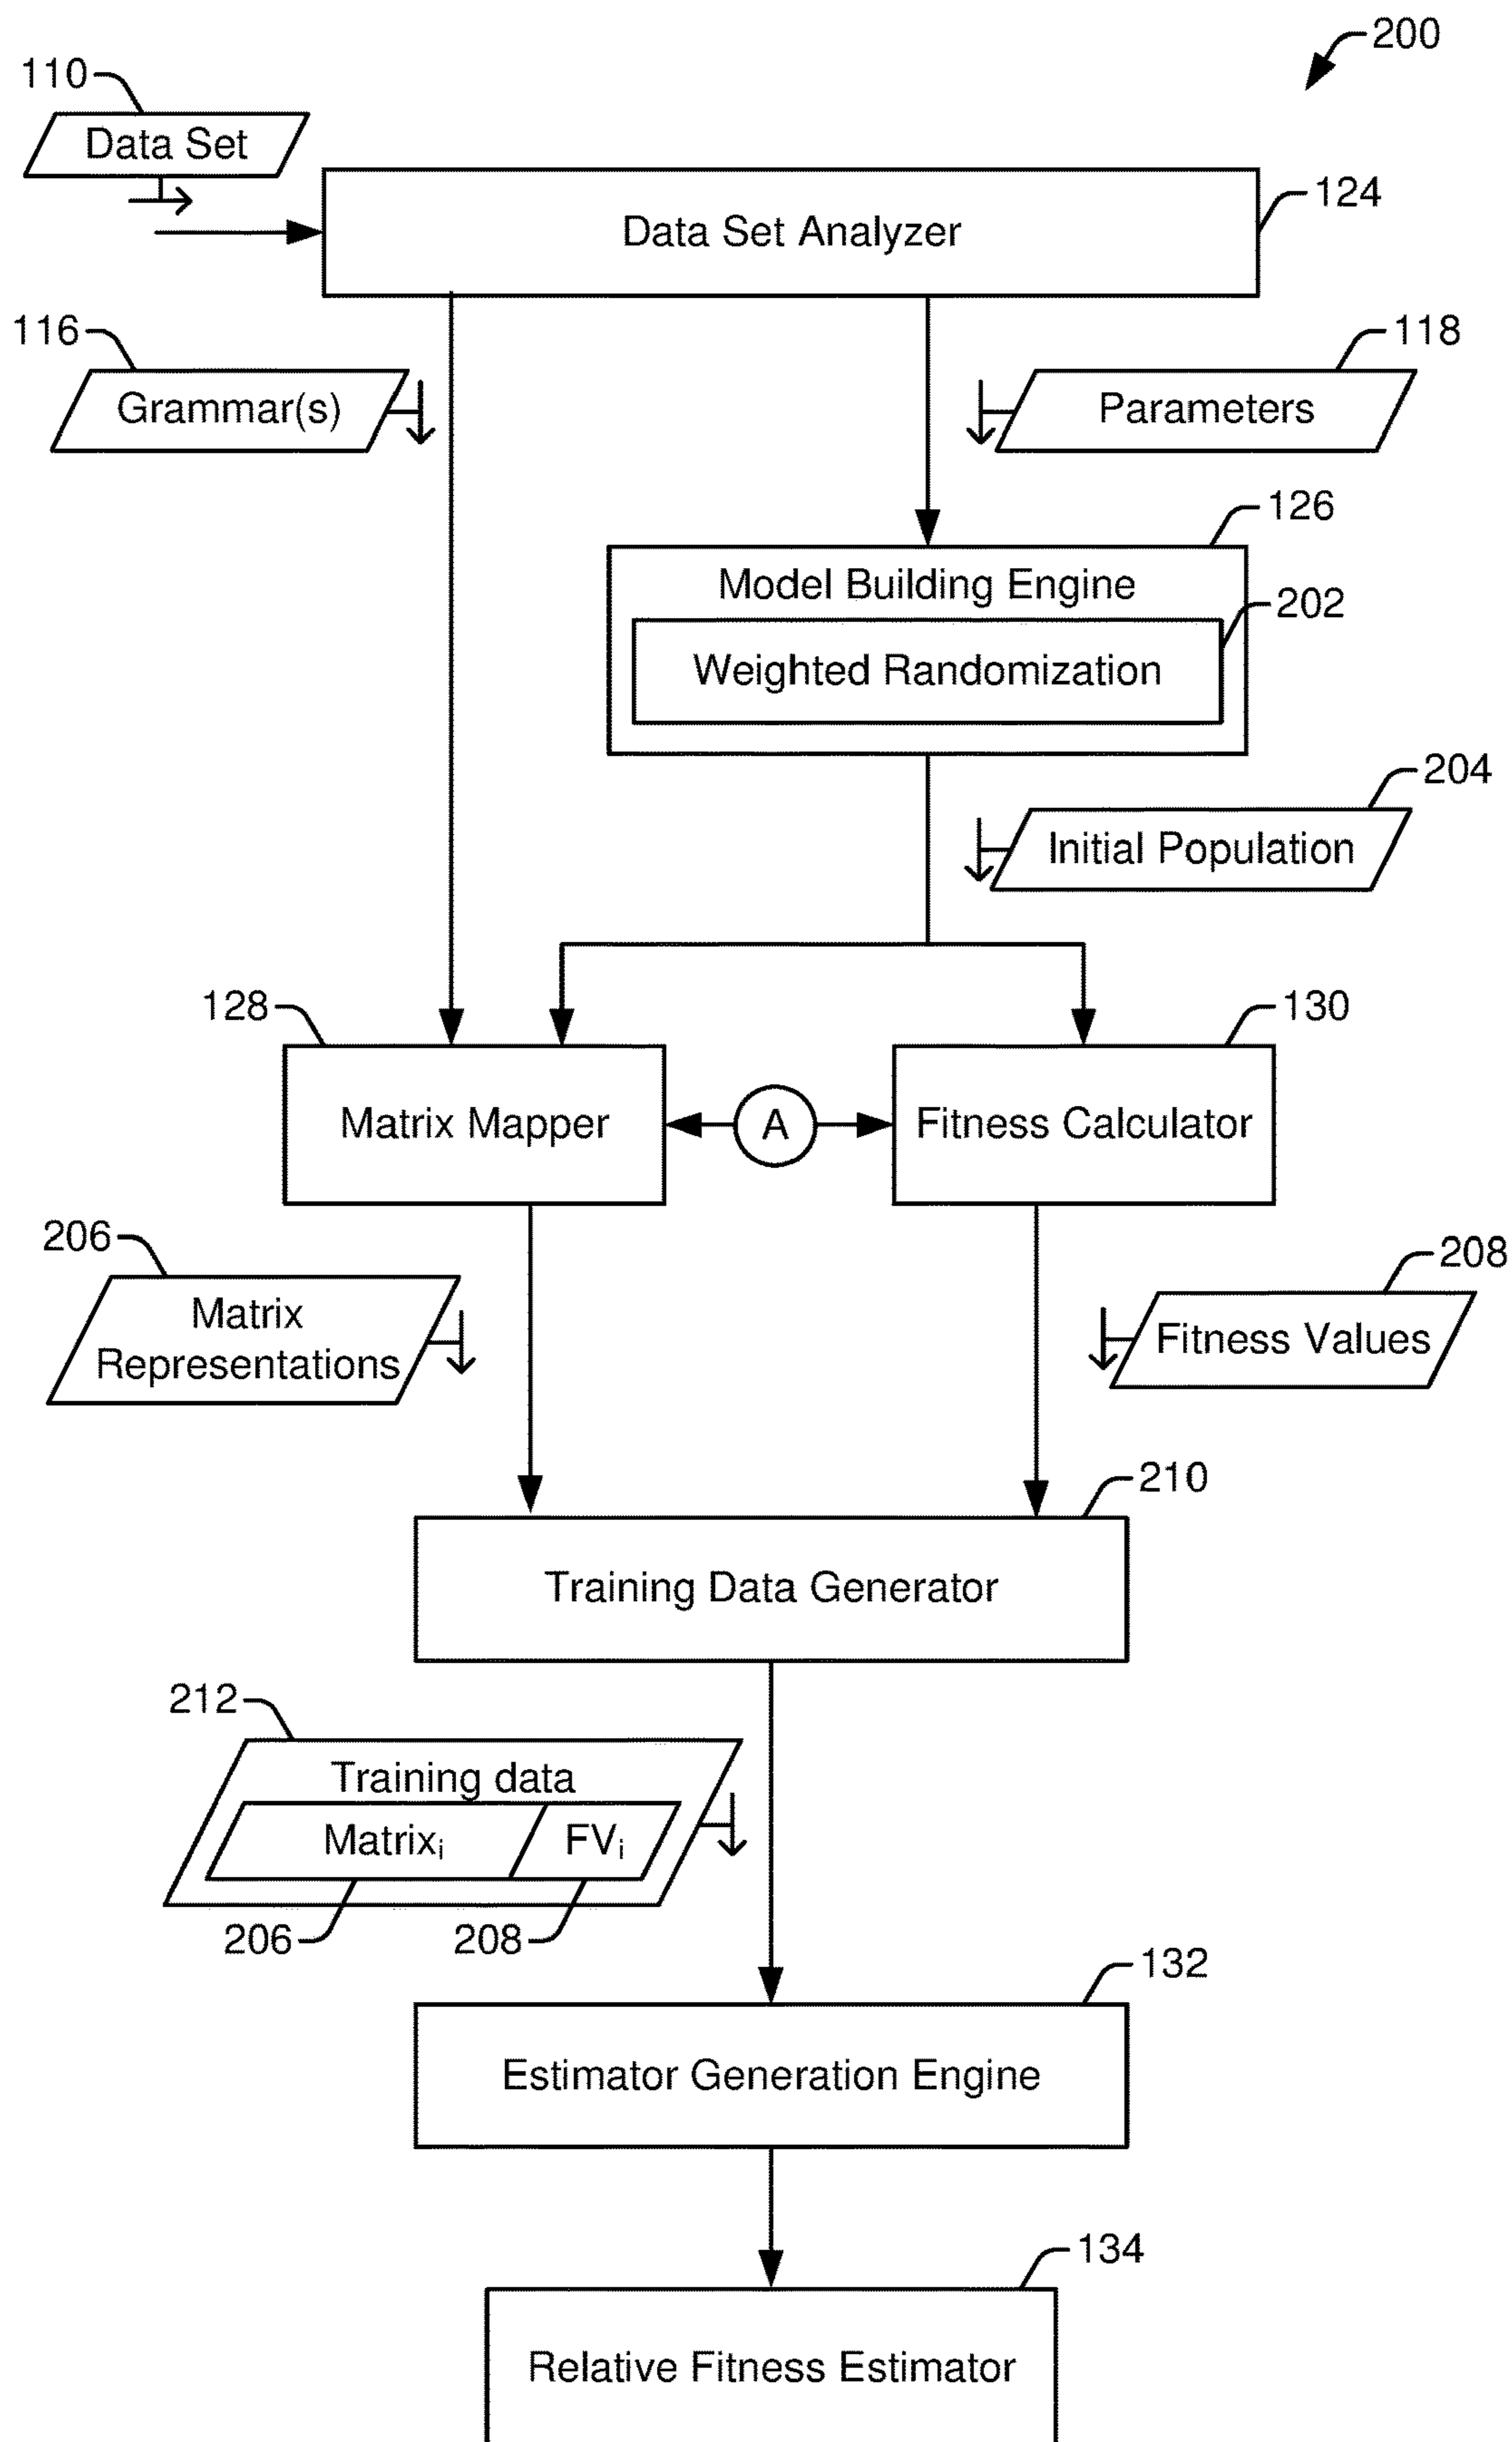 200
110
Data Set
124
Data Set Analyzer
116
Grammar(s)
118
Parameters
126
Model Building Engine
202
Weighted Randomization
204
Initial Population
128
130
Matrix Mapper
A
Fitness Calculator
206
Matrix
Representations
208
Fitness Values
210
Training Data Generator
212
Training data
Matrixᵢ
FVᵢ
206
208
132
Estimator Generation Engine
134
Relative Fitness Estimator